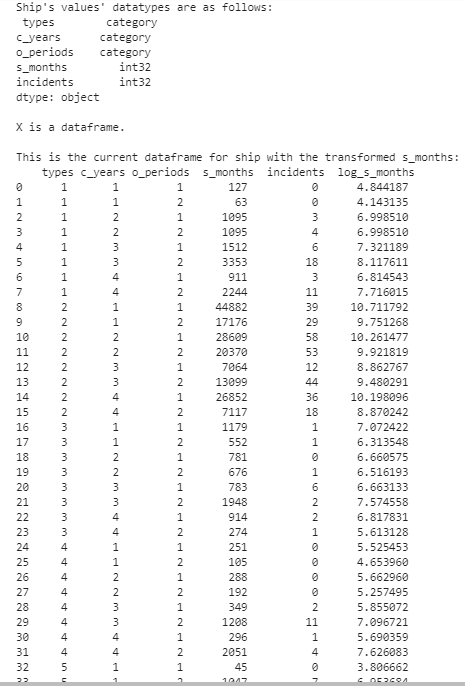 Ship's values' datatypes are as follows:
types category
c_years category
o_periods category
s_months int32
incidents int32
dtype: object
X is a dataframe.
This is the current dataframe for ship with the transformed s_months:
types c_years o_periods s_months incidents log_s_months
0 1 1 1 127 0 4.844187
1 1 1 2 63 0 4.143135
2 1 2 1 1095 3 6.998510
3 1 2 2 1095 4 6.998510
4 1 3 1 1512 6 7.321189
5 1 3 2 3353 18 8.117611
6 1 4 1 911 3 6.814543
7 1 4 2 2244 11 7.716015
8 2 1 1 44882 39 10.711792
9 2 1 2 17176 29 9.751268
10 2 2 1 28609 58 10.261477
11 2 2 2 20370 53 9.921819
12 2 3 1 7064 12 8.862767
13 2 3 2 13099 44 9.480291
14 2 4 1 26852 36 10.198096
15 2 4 2 7117 18 8.870242
16 3 1 1 1179 1 7.072422
17 3 1 2 552 1 6.313548
18 3 2 1 781 0 6.660575
19 3 2 2 676 1 6.516193
20 3 3 1 783 6 6.663133
21 3 3 2 1948 2 7.574558
22 3 4 1 914 2 6.817831
23 3 4 2 274 1 5.613128
24 4 1 1 251 0 5.525453
25 4 1 2 105 0 4.653960
26 4 2 1 288 0 5.662960
27 4 2 2 192 0 5.257495
28 4 3 1 349 2 5.855072
29 4 3 2 1208 11 7.096721
30 4 4 1 296 1 5.690359
31 4 4 2 2051 4 7.626083
32 5 1 1 45 0 3.806662
33 5 1 2 1047 7